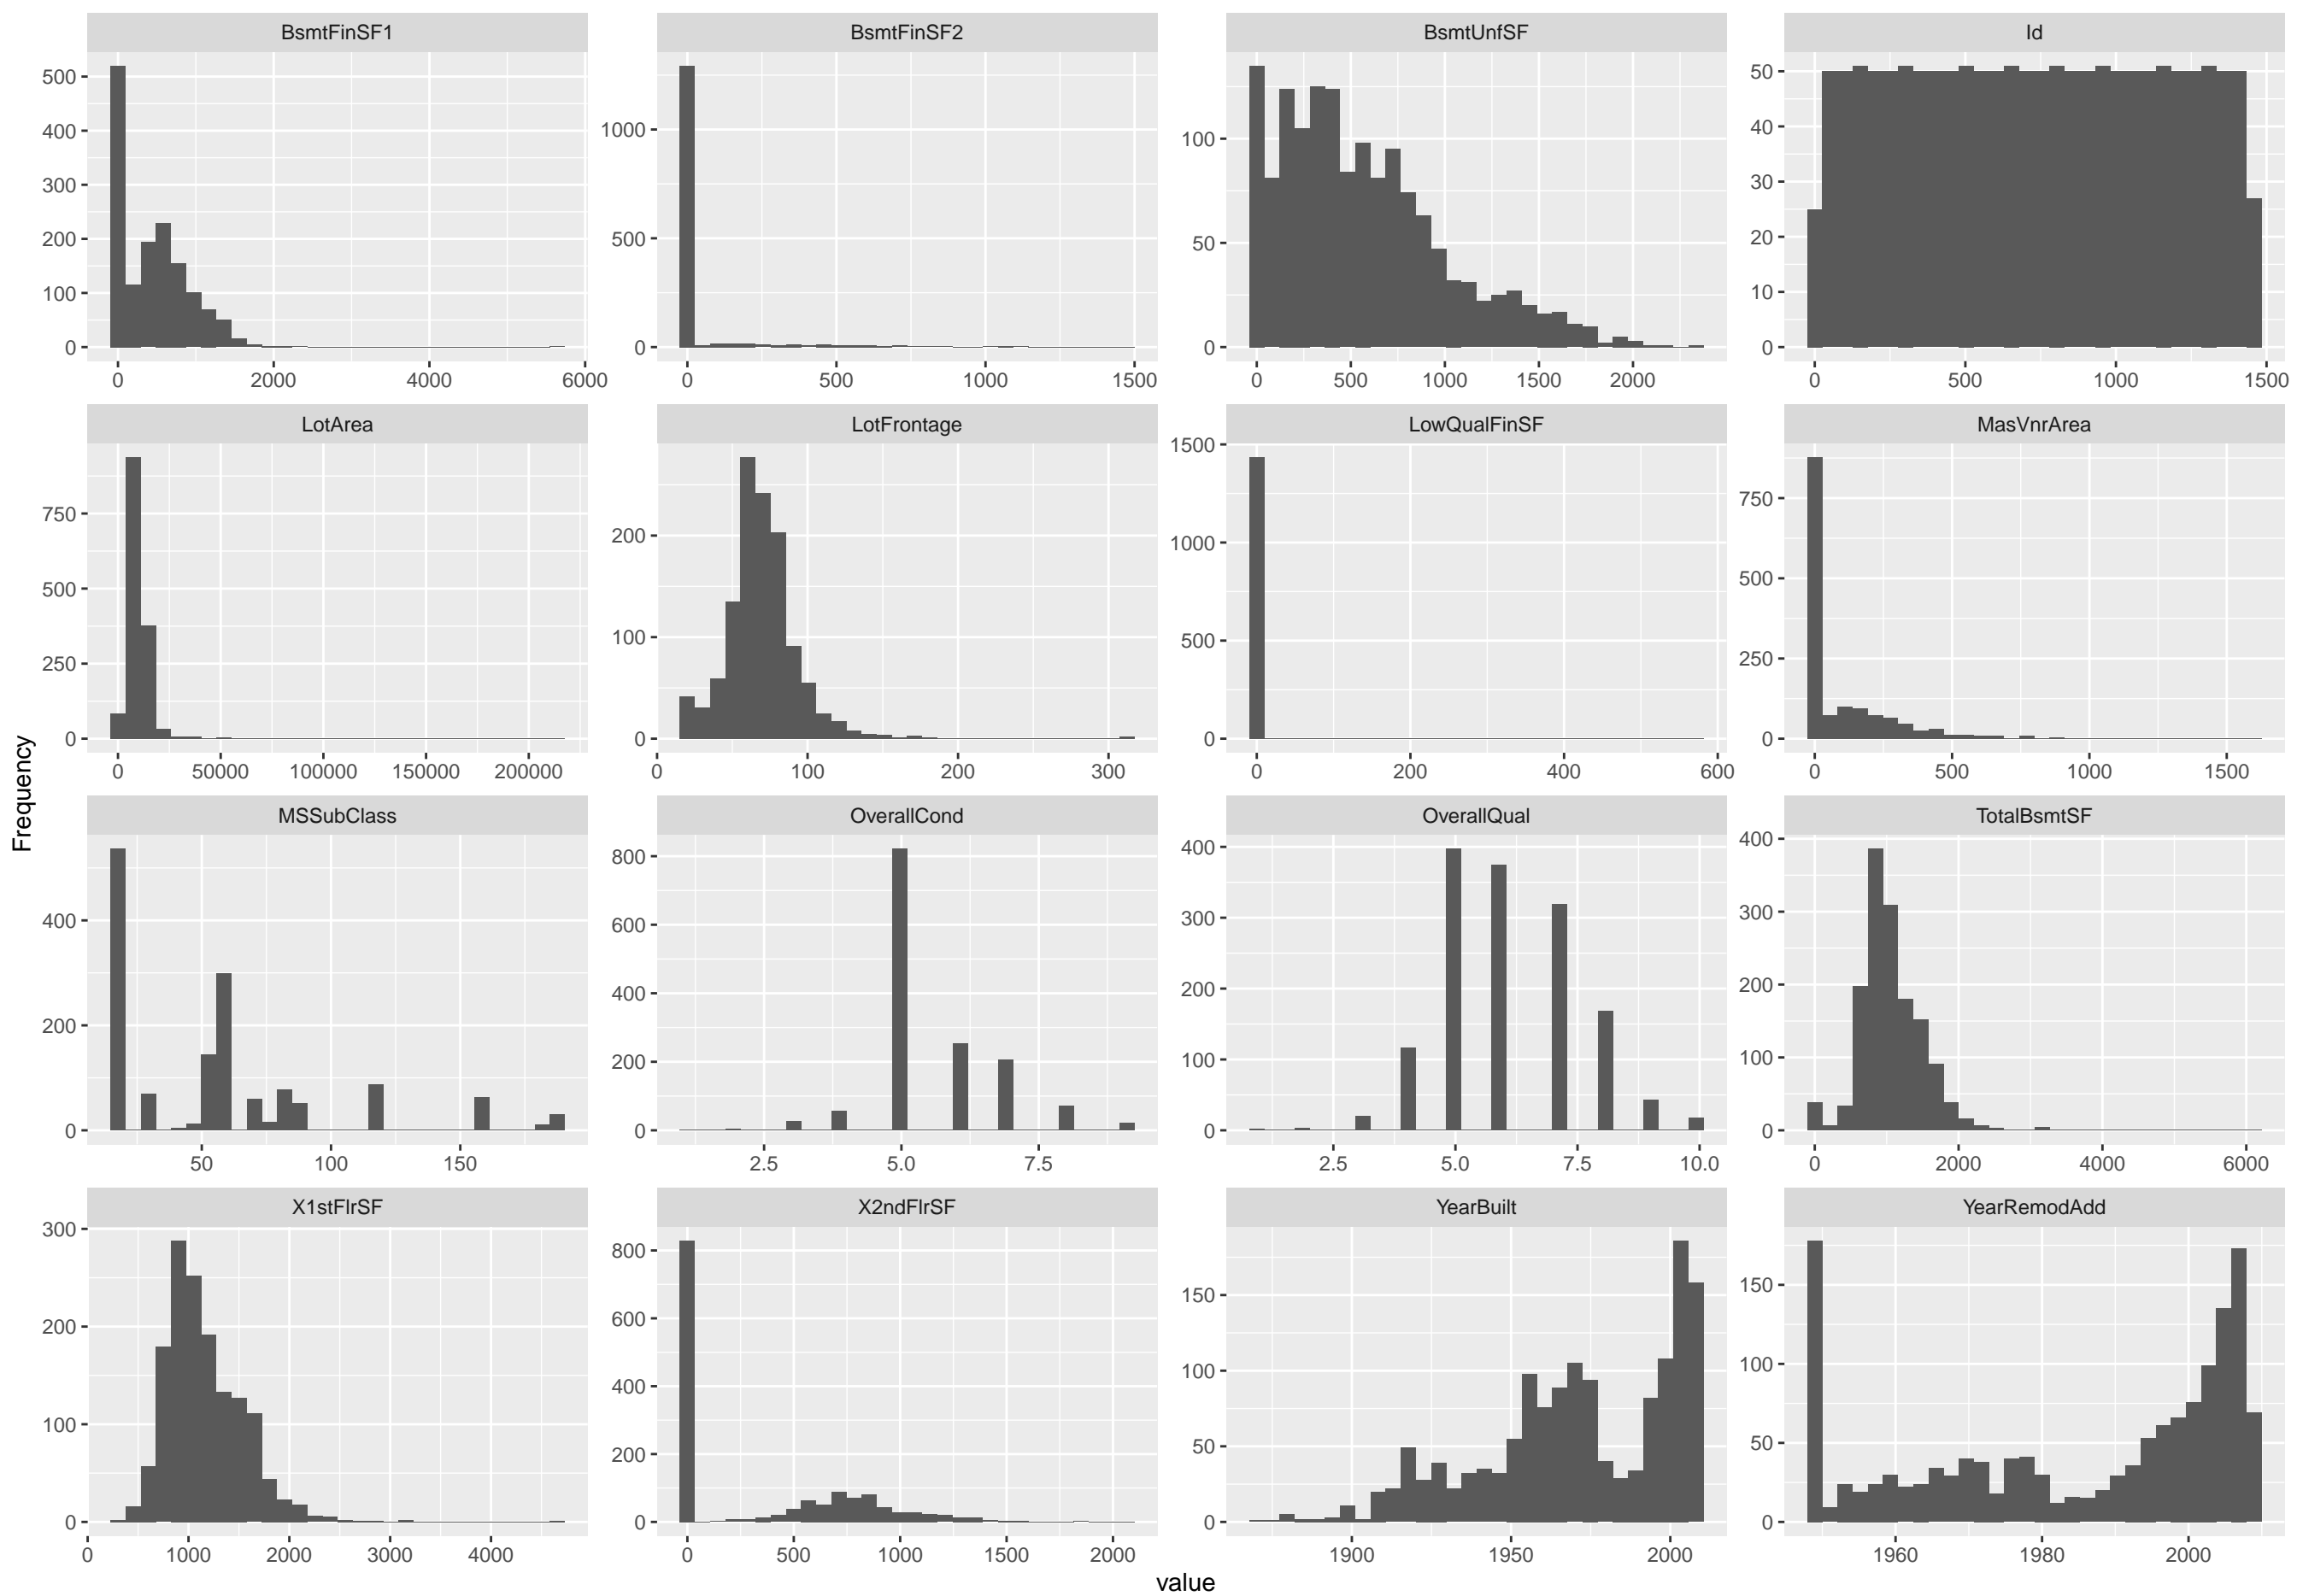 BsmtFinSF1 BsmtFinSF2 BsmtUnfSF Id
500 400 300 200 100 0
1000 500 0
100 50 0
50 40 30 20 10 0
0 2000 4000 6000
0 500 1000 1500
0 500 1000 1500 2000
0 500 1000 1500
LotArea LotFrontage LowQualFinSF MasVnrArea
750 500 250 0
200 100 0
1500 1000 500 0
750 500 250 0
0 50000 100000 150000 200000
0 100 200 300
0 200 400 600
0 500 1000 1500
MSSubClass OverallCond OverallQual TotalBsmtSF
400 200 0
800 600 400 200 0
400 300 200 100 0
400 300 200 100 0
50 100 150
2.5 5.0 7.5
2.5 5.0 7.5 10.0
0 2000 4000 6000
X1stFlrSF X2ndFlrSF YearBuilt YearRemodAdd
300 200 100 0
800 600 400 200 0
150 100 50 0
150 100 50 0
0 1000 2000 3000 4000
0 500 1000 1500 2000
1900 1950 2000
1960 1980 2000
Frequency
value